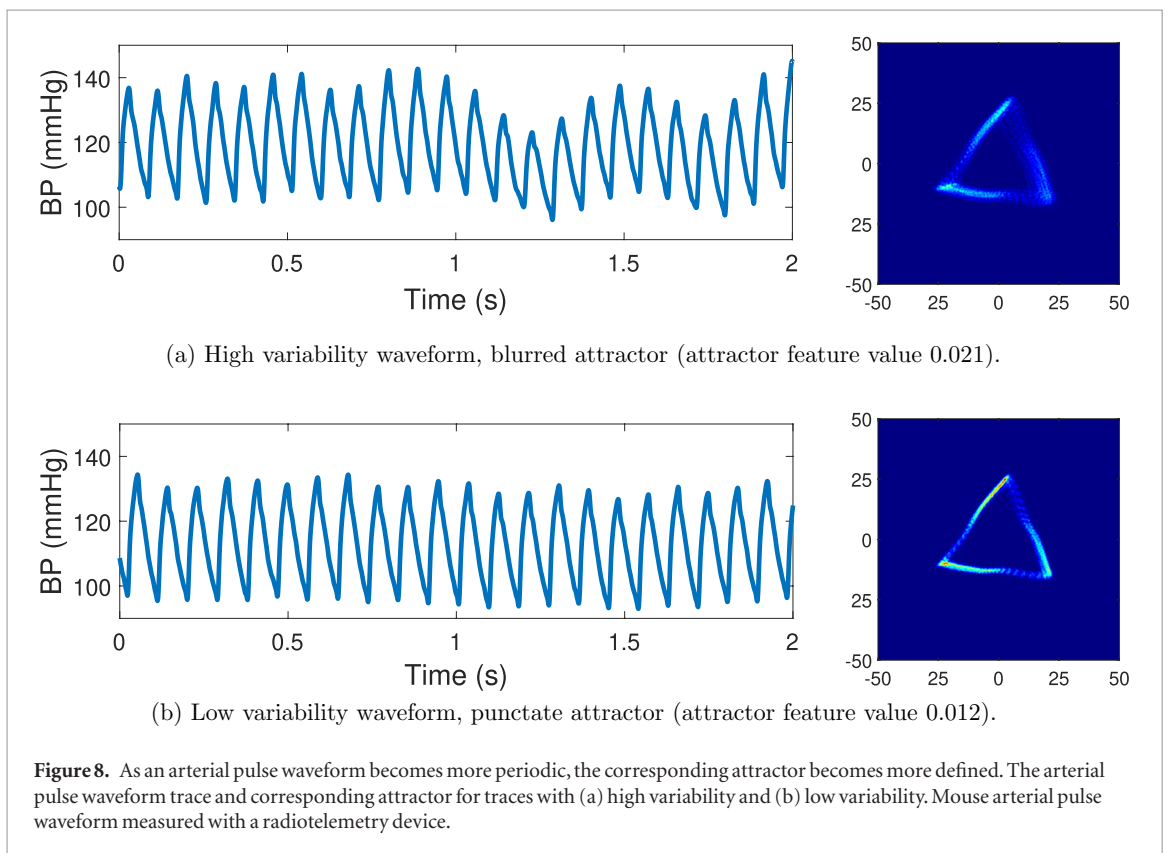 140
120
100
BP (mmHg)
0 0.5 1 1.5 2
Time (s)
50
25
0
25
-50
-50 25 0 25 50
(a) High variability waveform, blurred attractor (attractor feature value 0.021).
140
120
100
BP (mmHg)
0 0.5 1 1.5 2
Time (s)
50
25
0
25
-50
-50 25 0 25 50
(b) Low variability waveform, punctate attractor (attractor feature value 0.012).
Figure 8. As an arterial pulse waveform becomes more periodic, the corresponding attractor becomes more defined. The arterial
pulse waveform trace and corresponding attractor for traces with (a) high variability and (b) low variability. Mouse arterial pulse
waveform measured with a radiotelemetry device.